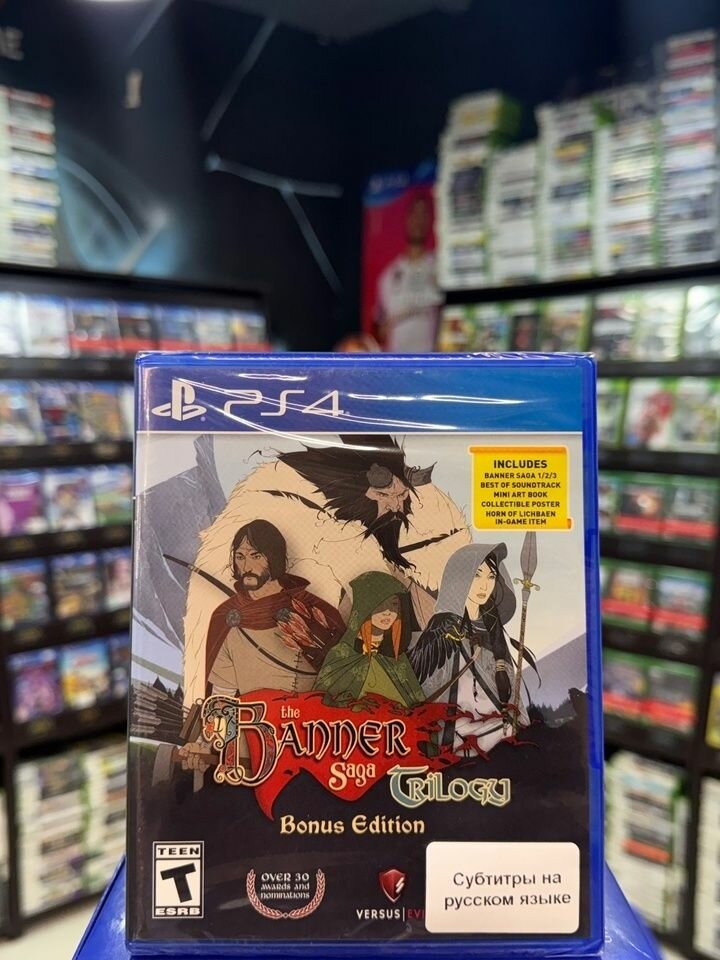 PS4
INCLUDES
BANNER SAGA 1/2/3
BEST OF SOUNDTRACK
MINI ART BOOK
COLLECTIBLE POSTER
HORN OF LICHBAEN
IN-GAME ITEM
the
BANNER
Saga
Trilogy
Bonus Edition
TEEN
T
ESRB
OVER 30
awards and
nominations
VERSUS
Субтитры на
русском языке